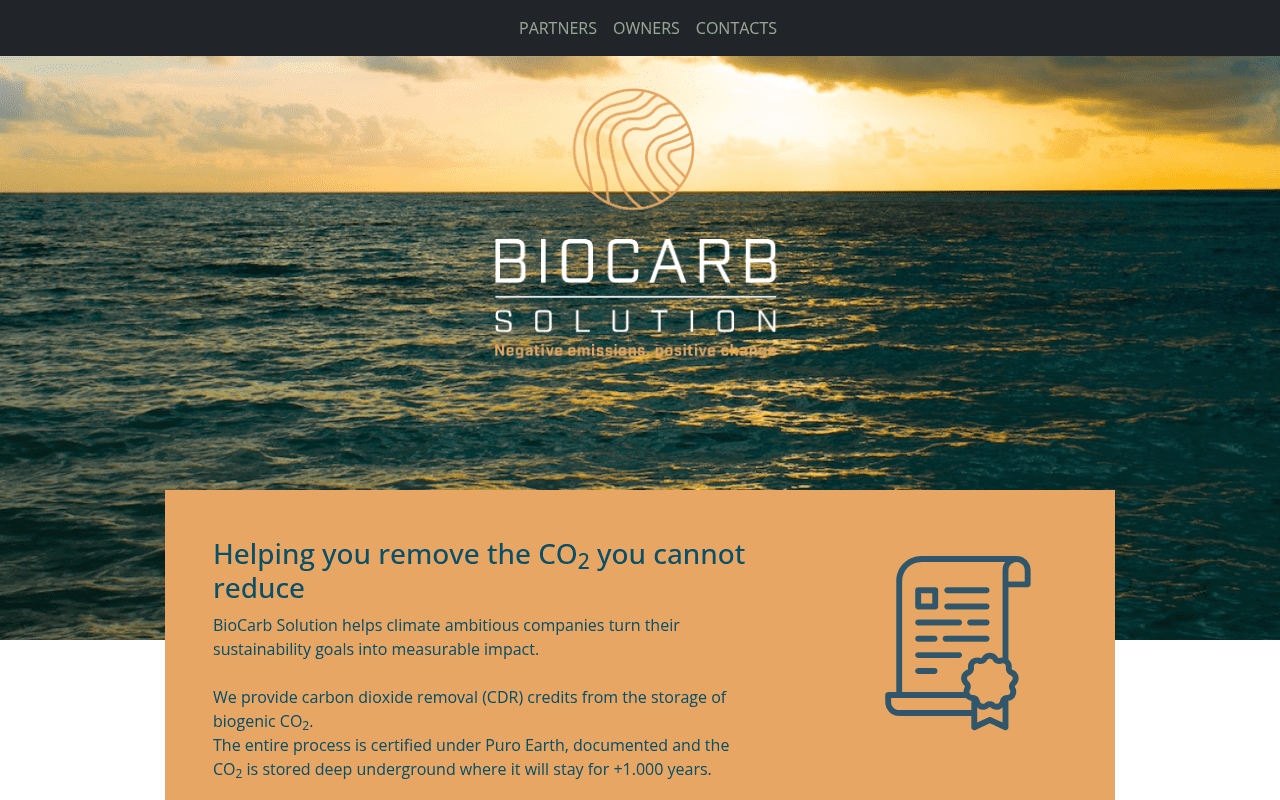 PARTNERS OWNERS CONTACTS
BIOCARB
SOLUTION
Negative emissions, positive change
Helping you remove the CO₂ you cannot
reduce
BioCarb Solution helps climate ambitious companies turn their
sustainability goals into measurable impact.
We provide carbon dioxide removal (CDR) credits from the storage of
biogenic CO₂.
The entire process is certified under Puro Earth, documented and the
CO₂ is stored deep underground where it will stay for +1.000 years.